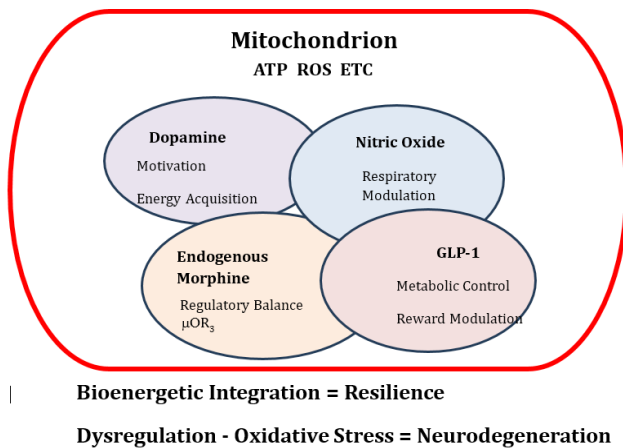 Mitochondrion
ATP ROS ETC
Dopamine
Motivation
Energy Acquisition
Nitric Oxide
Respiratory
Modulation
Endogenous
Morphine
Regulatory Balance
μOR₃
GLP-1
Metabolic Control
Reward Modulation
Bioenergetic Integration = Resilience
Dysregulation - Oxidative Stress = Neurodegeneration